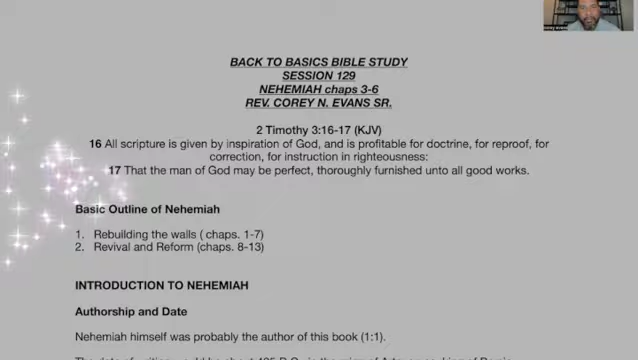 BACK TO BASICS BIBLE STUDY
SESSION 129
NEHEMIAH chaps 3-6
REV. COREY N. EVANS SR.
2 Timothy 3:16-17 (KJV)
16 All scripture is given by inspiration of God, and is profitable for doctrine, for reproof, for
correction, for instruction in righteousness:
17 That the man of God may be perfect, thoroughly furnished unto all good works.
Basic Outline of Nehemiah
1. Rebuilding the walls ( chaps. 1-7)
2. Revival and Reform (chaps. 8-13)
INTRODUCTION TO NEHEMIAH
Authorship and Date
Nehemiah himself was probably the author of this book (1:1).